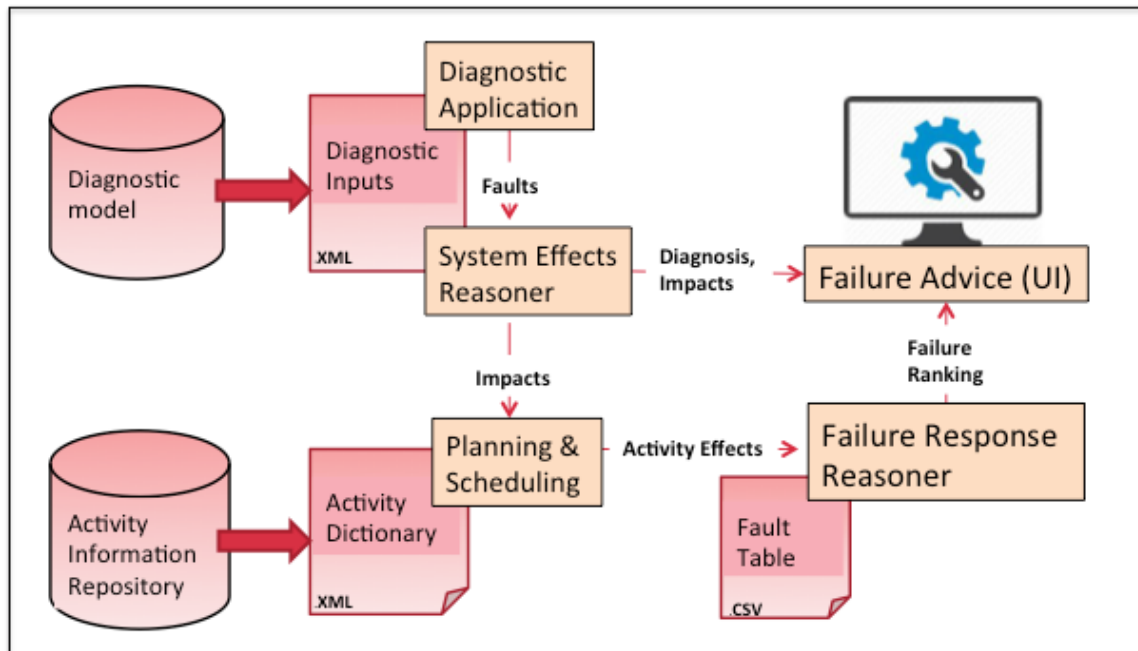 Diagnostic
Application
Diagnostic
model
Diagnostic
Inputs
.XML
Faults
System Effects
Reasoner
Diagnosis,
Impacts
Failure Advice (UI)
Impacts
Failure
Ranking
Planning &
Scheduling
Activity Effects
Failure Response
Reasoner
Activity
Information
Repository
Activity
Dictionary
.XML
Fault
Table
.CSV